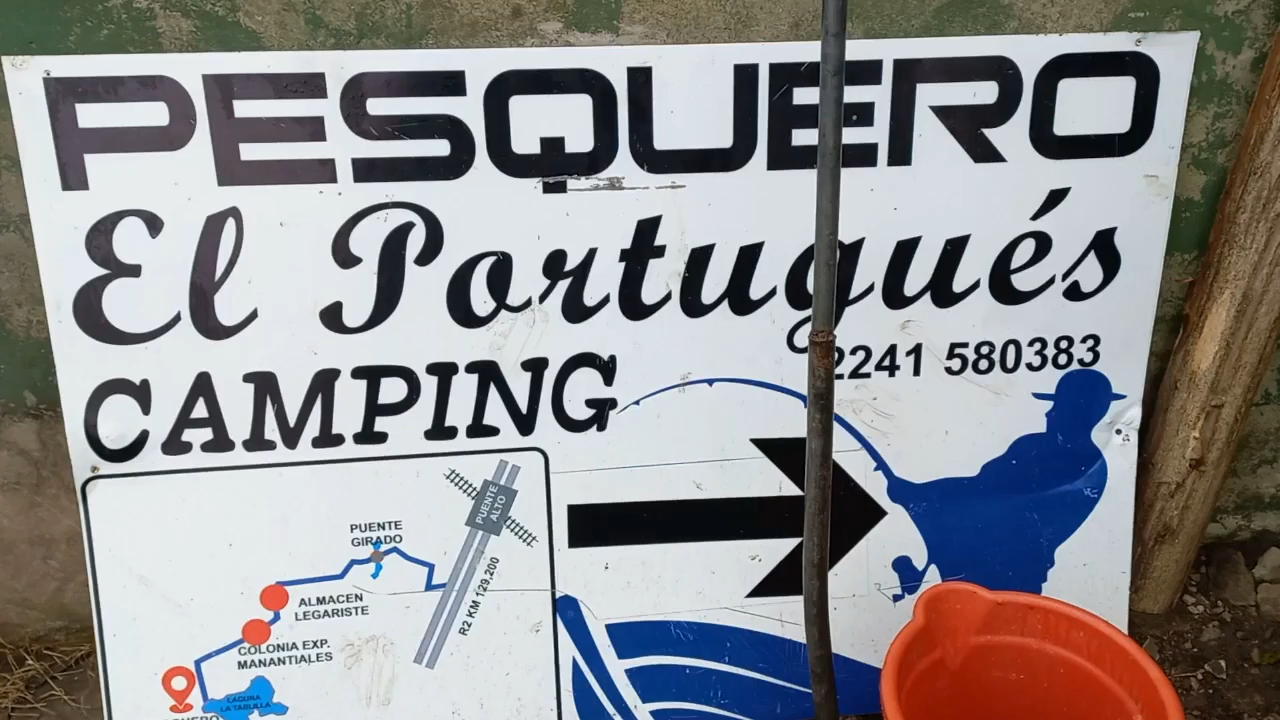 PESQUERO
El Portugués
2241 580383
CAMPING
PUENTE
ALTO
PUENTE
GIRADO
R2 KM 129,200
ALMACEN
LEGARISTE
COLONIA EXP.
MANANTIALES
LAGUNA